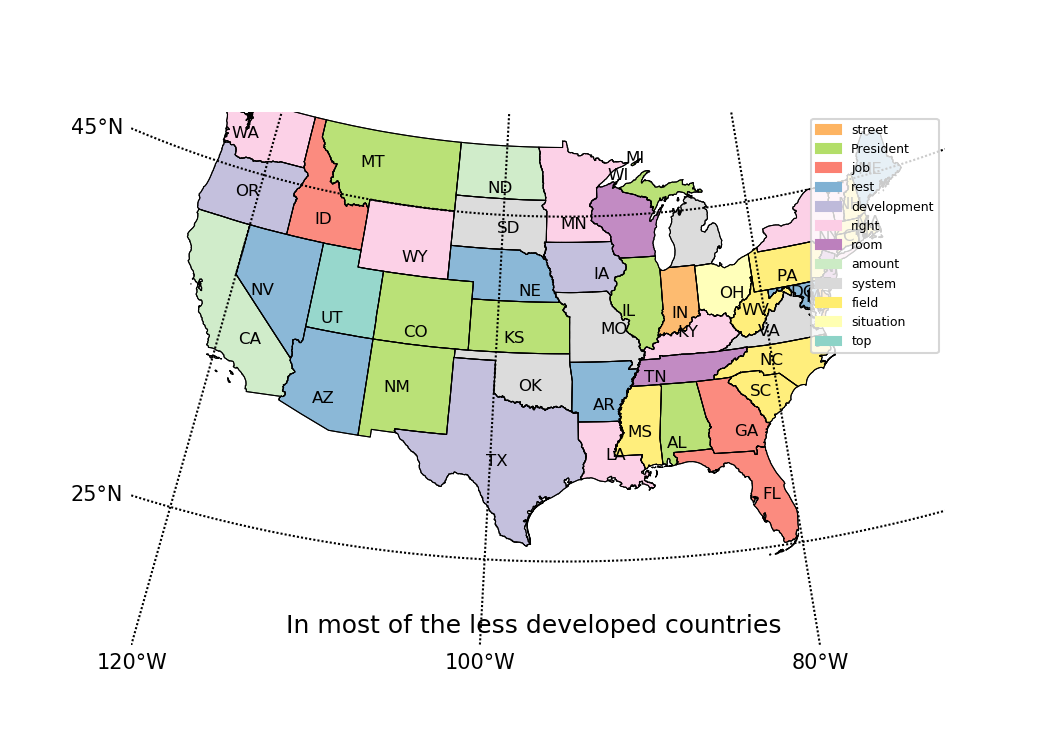 45°N
WA
MT
ND
MI
WI
OR
ID
SD
MN
WY
NV
NE
IA
UT
CO
KS
IL
IN
OH
PA
WV
MO
KY
VA
CA
AZ
NM
OK
AR
TN
NC
SC
MS
AL
GA
LA
TX
FL
street
President
job
rest
development
right
room
amount
system
field
situation
top
25°N
In most of the less developed countries
120°W
100°W
80°W